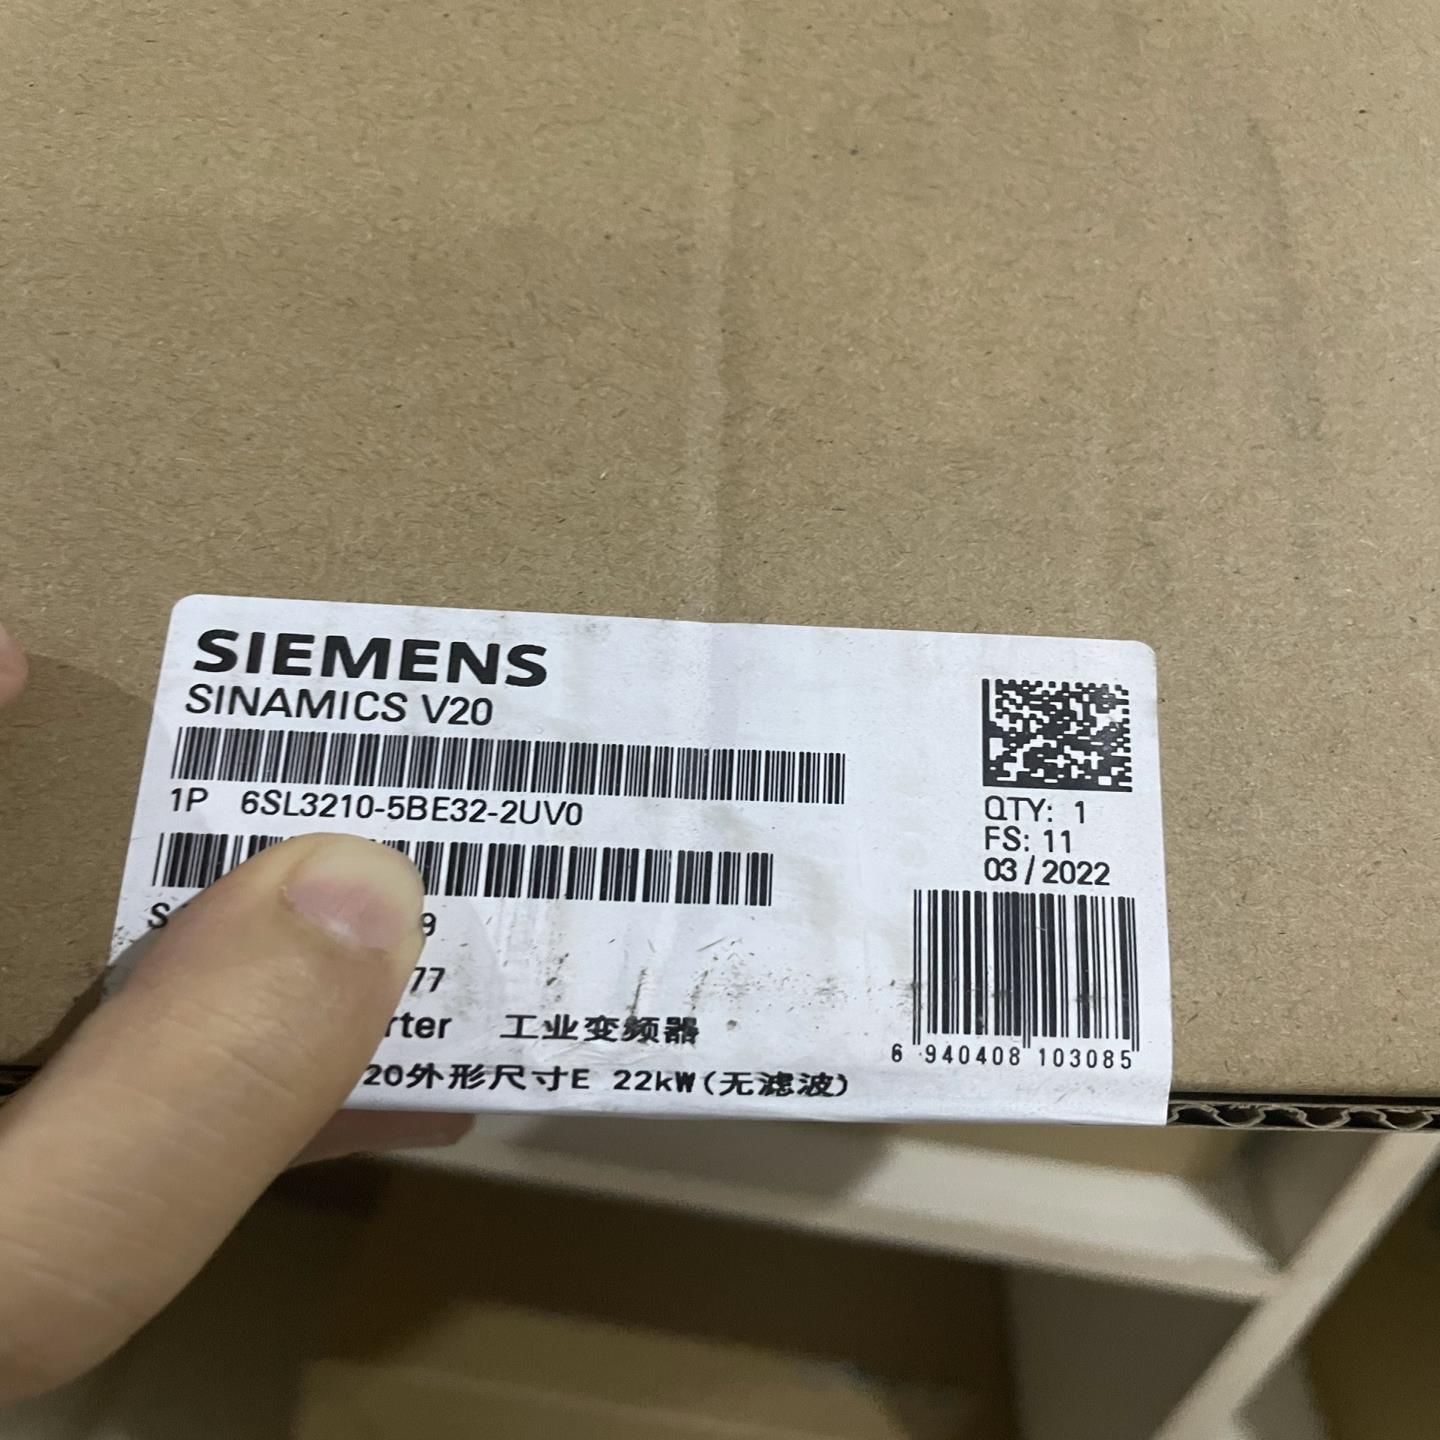 SIEMENS
SINAMICS V20
1P 6SL3210-5BE32-2UV0
QTY: 1
FS: 11
03/2022
工业变频器
20外形尺寸E 22kW(无滤波)
6 940408 103085